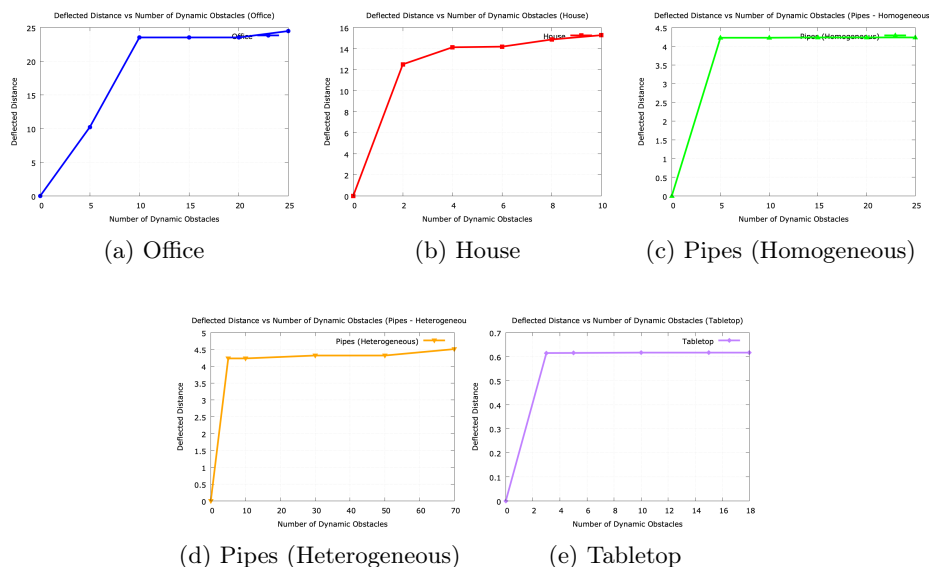 Deflected Distance vs Number of Dynamic Obstacles (Office)
25
20
15
10
5
0
Deflected Distance
Office
0 5 10 15 20 25
Number of Dynamic Obstacles
(a) Office
Deflected Distance vs Number of Dynamic Obstacles (House)
16
14
12
10
8
6
4
2
0
Deflected Distance
House
0 2 4 6 8 10
Number of Dynamic Obstacles
(b) House
Deflected Distance vs Number of Dynamic Obstacles (Pipes - Homogeneous
4.5
4
3.5
3
2.5
2
1.5
1
0.5
0
Deflected Distance
Pipes (Homogeneous)
0 5 10 15 20 25
Number of Dynamic Obstacles
(c) Pipes (Homogeneous)
Deflected Distance vs Number of Dynamic Obstacles (Pipes - Heterogeneou
5
4.5
4
3.5
3
2.5
2
1.5
1
0.5
0
Deflected Distance
Pipes (Heterogeneous)
0 10 20 30 40 50 60 70
Number of Dynamic Obstacles
(d) Pipes (Heterogeneous)
Deflected Distance vs Number of Dynamic Obstacles (Tabletop)
0.7
0.6
0.5
0.4
0.3
0.2
0.1
0
Deflected Distance
Tabletop
0 2 4 6 8 10 12 14 16 18
Number of Dynamic Obstacles
(e) Tabletop